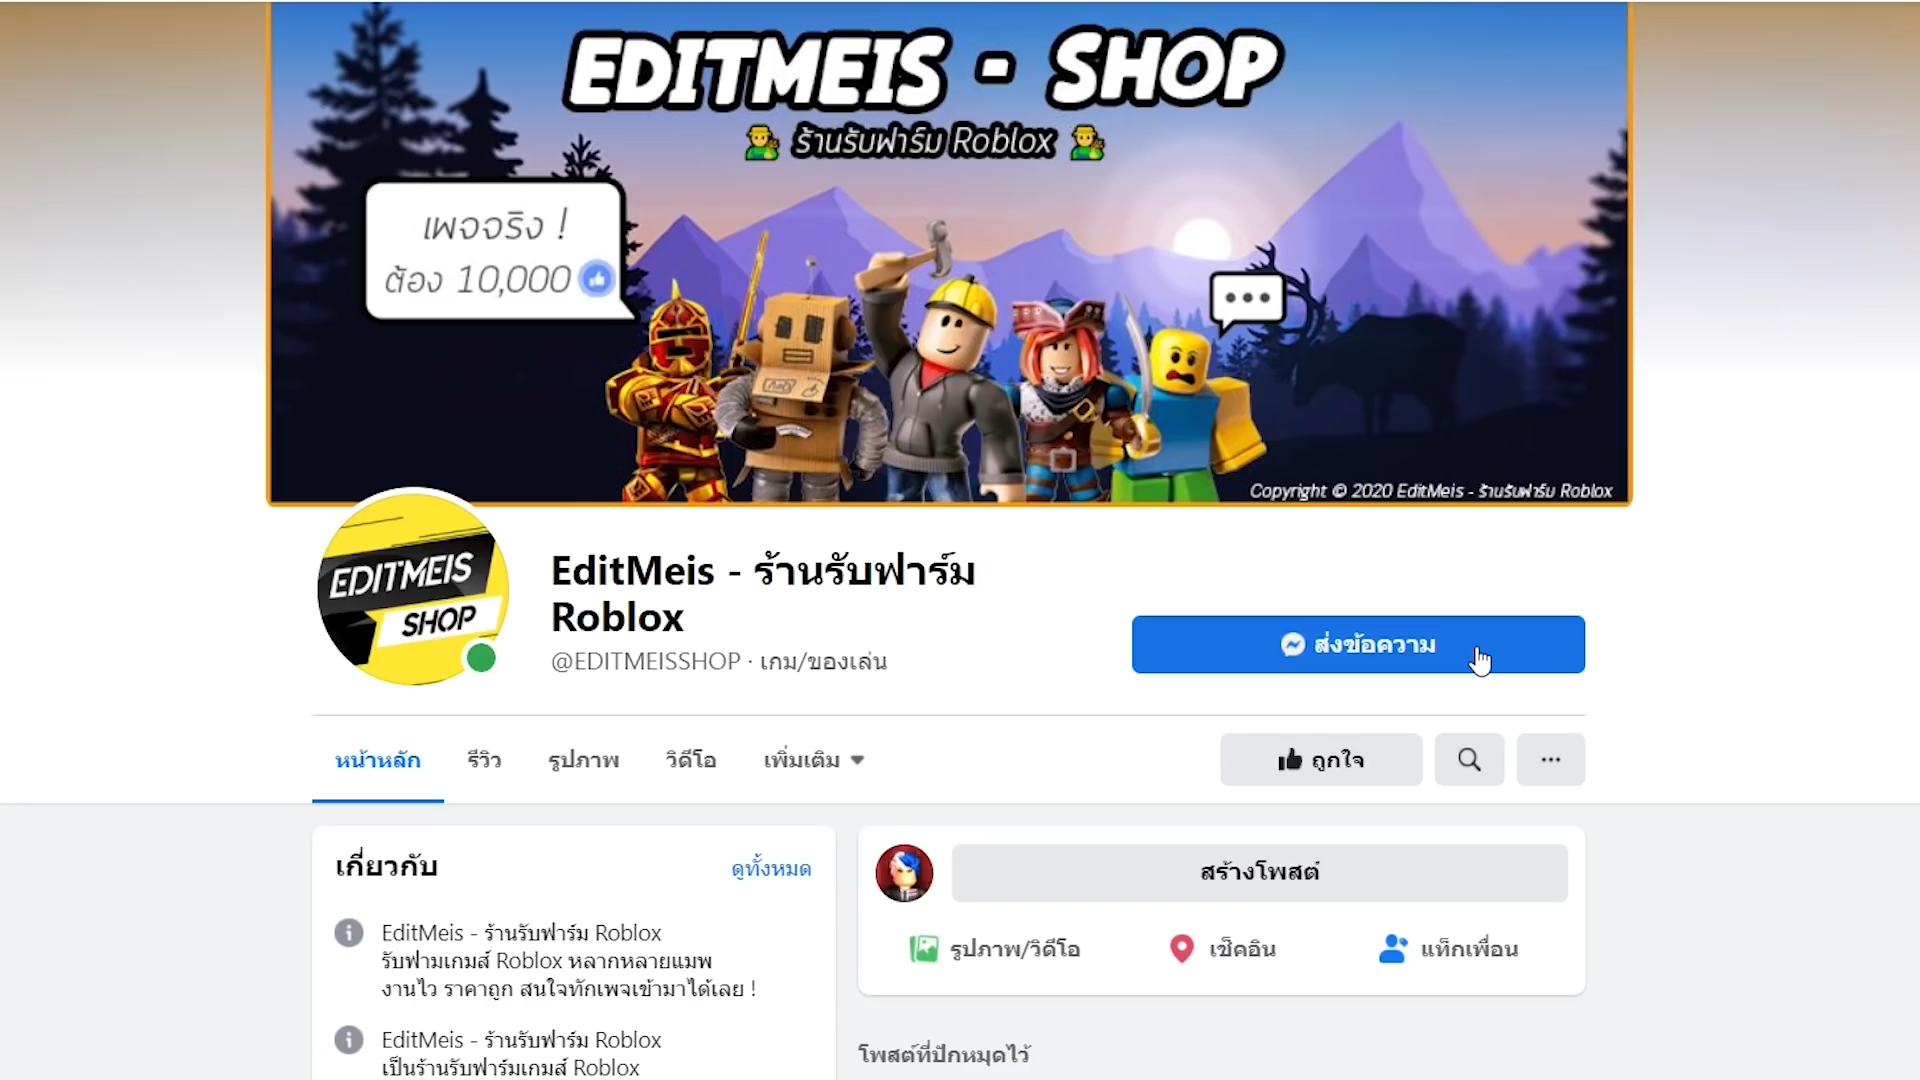 EDITMEIS - SHOP
ร้านรับฟาร์ม Roblox
เพจจริง !
ต้อง 10,000
Copyright © 2020 EditMeis - ร้านรับฟาร์ม Roblox
EDITMEIS
SHOP
EditMeis - ร้านรับฟาร์ม
Roblox
@EDITMEISSHOP · เกม/ของเล่น
ส่งข้อความ
หน้าหลัก
รีวิว
รูปภาพ
วิดีโอ
เพิ่มเติม
ถูกใจ
เกี่ยวกับ
ดูทั้งหมด
EditMeis - ร้านรับฟาร์ม Roblox
รับฟามเกมส์ Roblox หลากหลายแมพ
งานไว ราคาถูก สนใจทักเพจเข้ามาได้เลย !
EditMeis - ร้านรับฟาร์ม Roblox
เป็นร้านรับฟาร์มเกมส์ Roblox
สร้างโพสต์
รูปภาพ/วิดีโอ
เช็คอิน
แท็กเพื่อน
โพสต์ที่ปักหมุดไว้